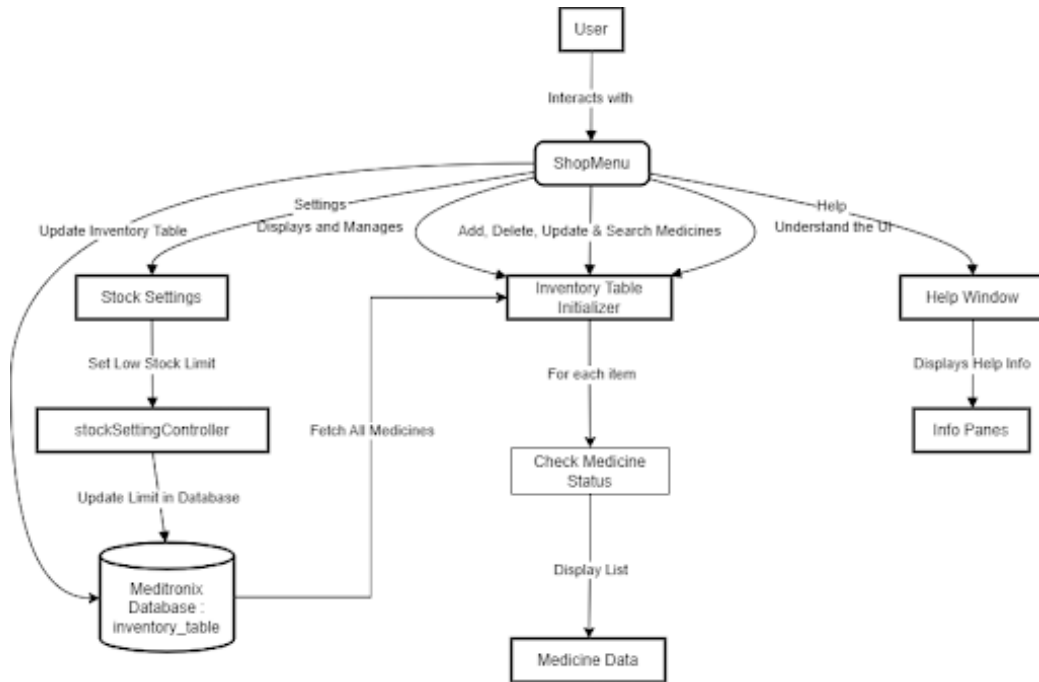 User
Interacts with
ShopMenu
Settings
Help
Update Inventory Table
Displays and Manages
Add, Delete, Update & Search Medicines
Understand the UI
Stock Settings
Inventory Table
Initializer
Help Window
Set Low Stock Limit
For each item
Displays Help Info
stockSettingController
Fetch All Medicines
Info Panes
Check Medicine
Status
Update Limit in Database
Display List
Meditronix
Database :
inventory_table
Medicine Data